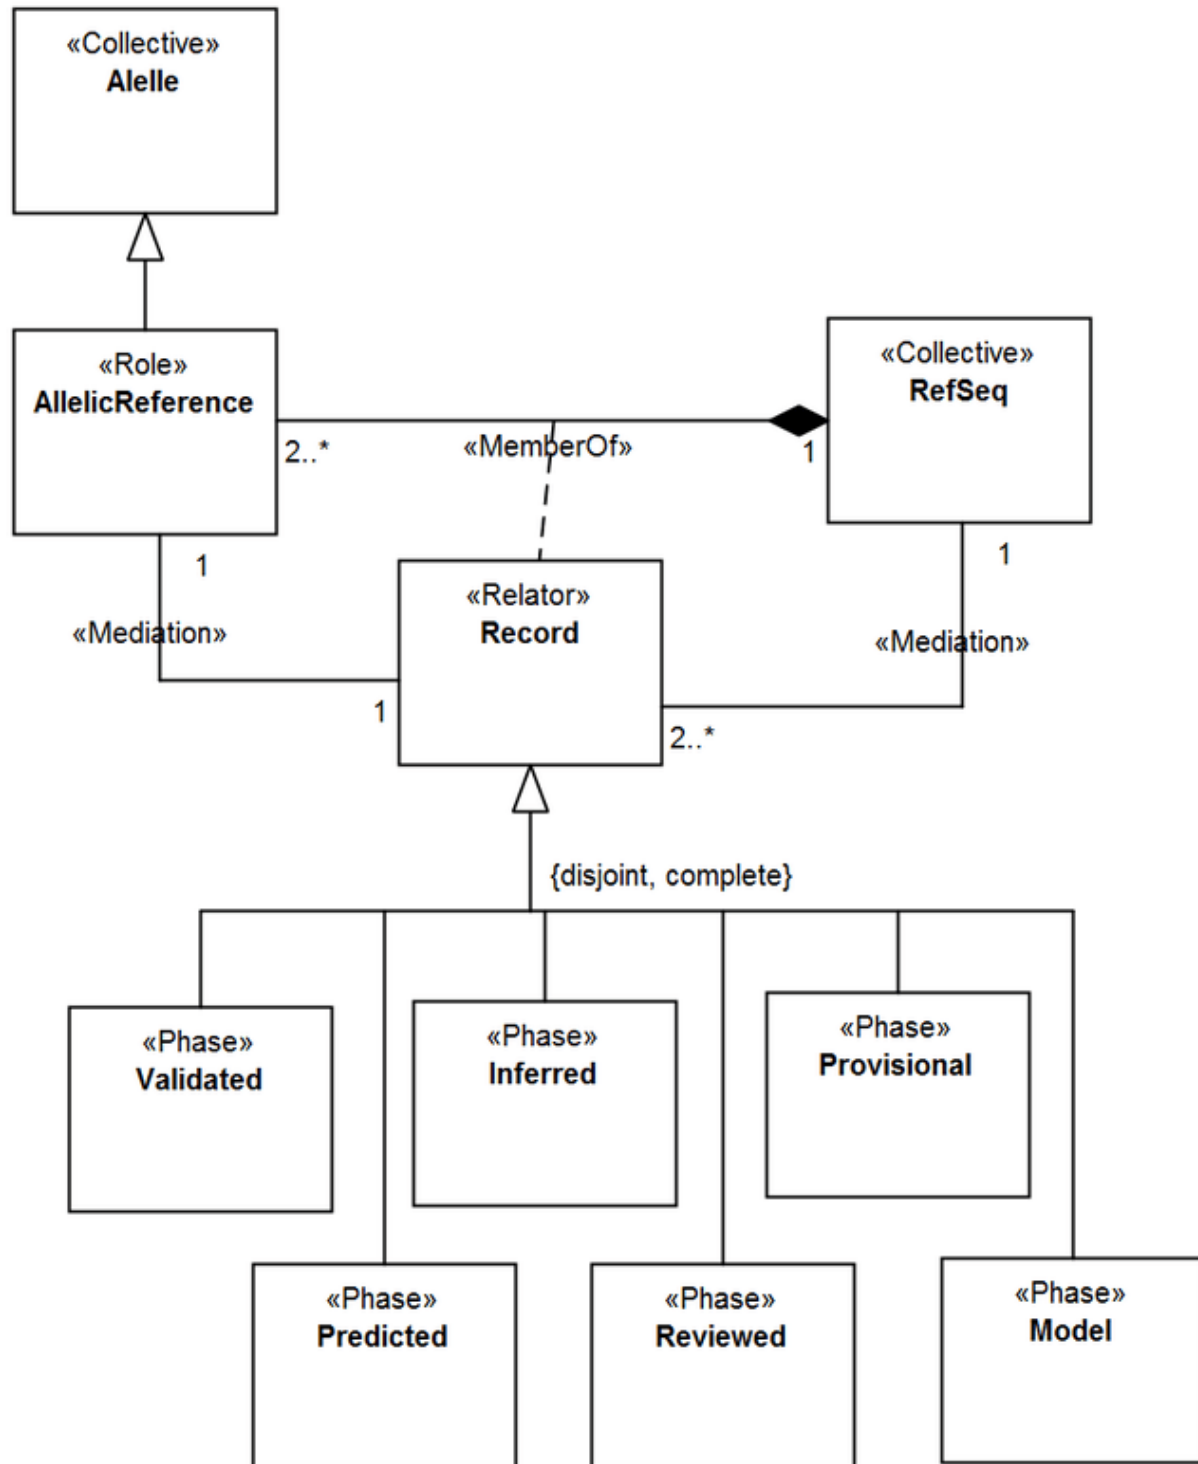 «Collective»
Alelle
«Role»
AllelicReference
«Collective»
RefSeq
2..*
«MemberOf»
1
1
1
«Relator»
Record
«Mediation»
«Mediation»
1
2..*
{disjoint, complete}
«Phase»
Validated
«Phase»
Inferred
«Phase»
Provisional
«Phase»
Predicted
«Phase»
Reviewed
«Phase»
Model